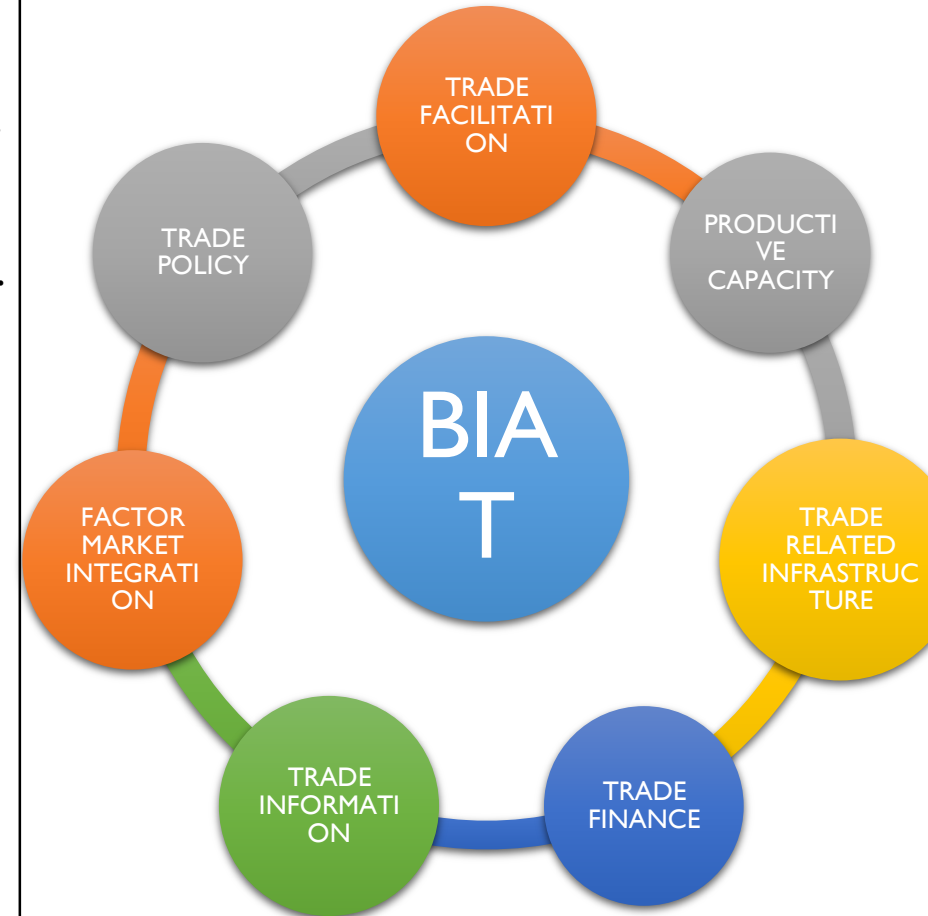 TRADE
FACILITATI
ON
PRODUCTI
VE
CAPACITY
TRADE
RELATED
INFRASTRUC
TURE
TRADE
FINANCE
TRADE
INFORMATI
ON
FACTOR
MARKET
INTEGRATI
ON
TRADE
POLICY
BIA
T